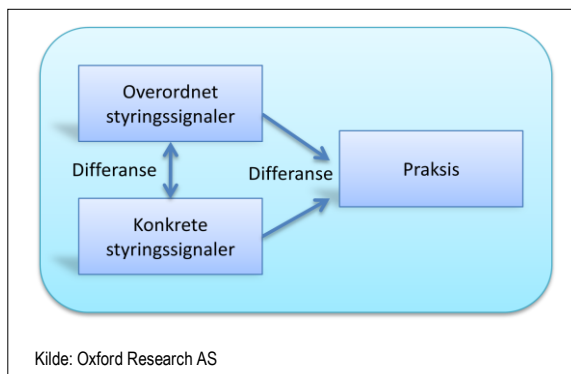 Overordnet
styringssignaler
Differanse
Differanse
Praksis
Konkrete
styringssignaler
Kilde: Oxford Research AS